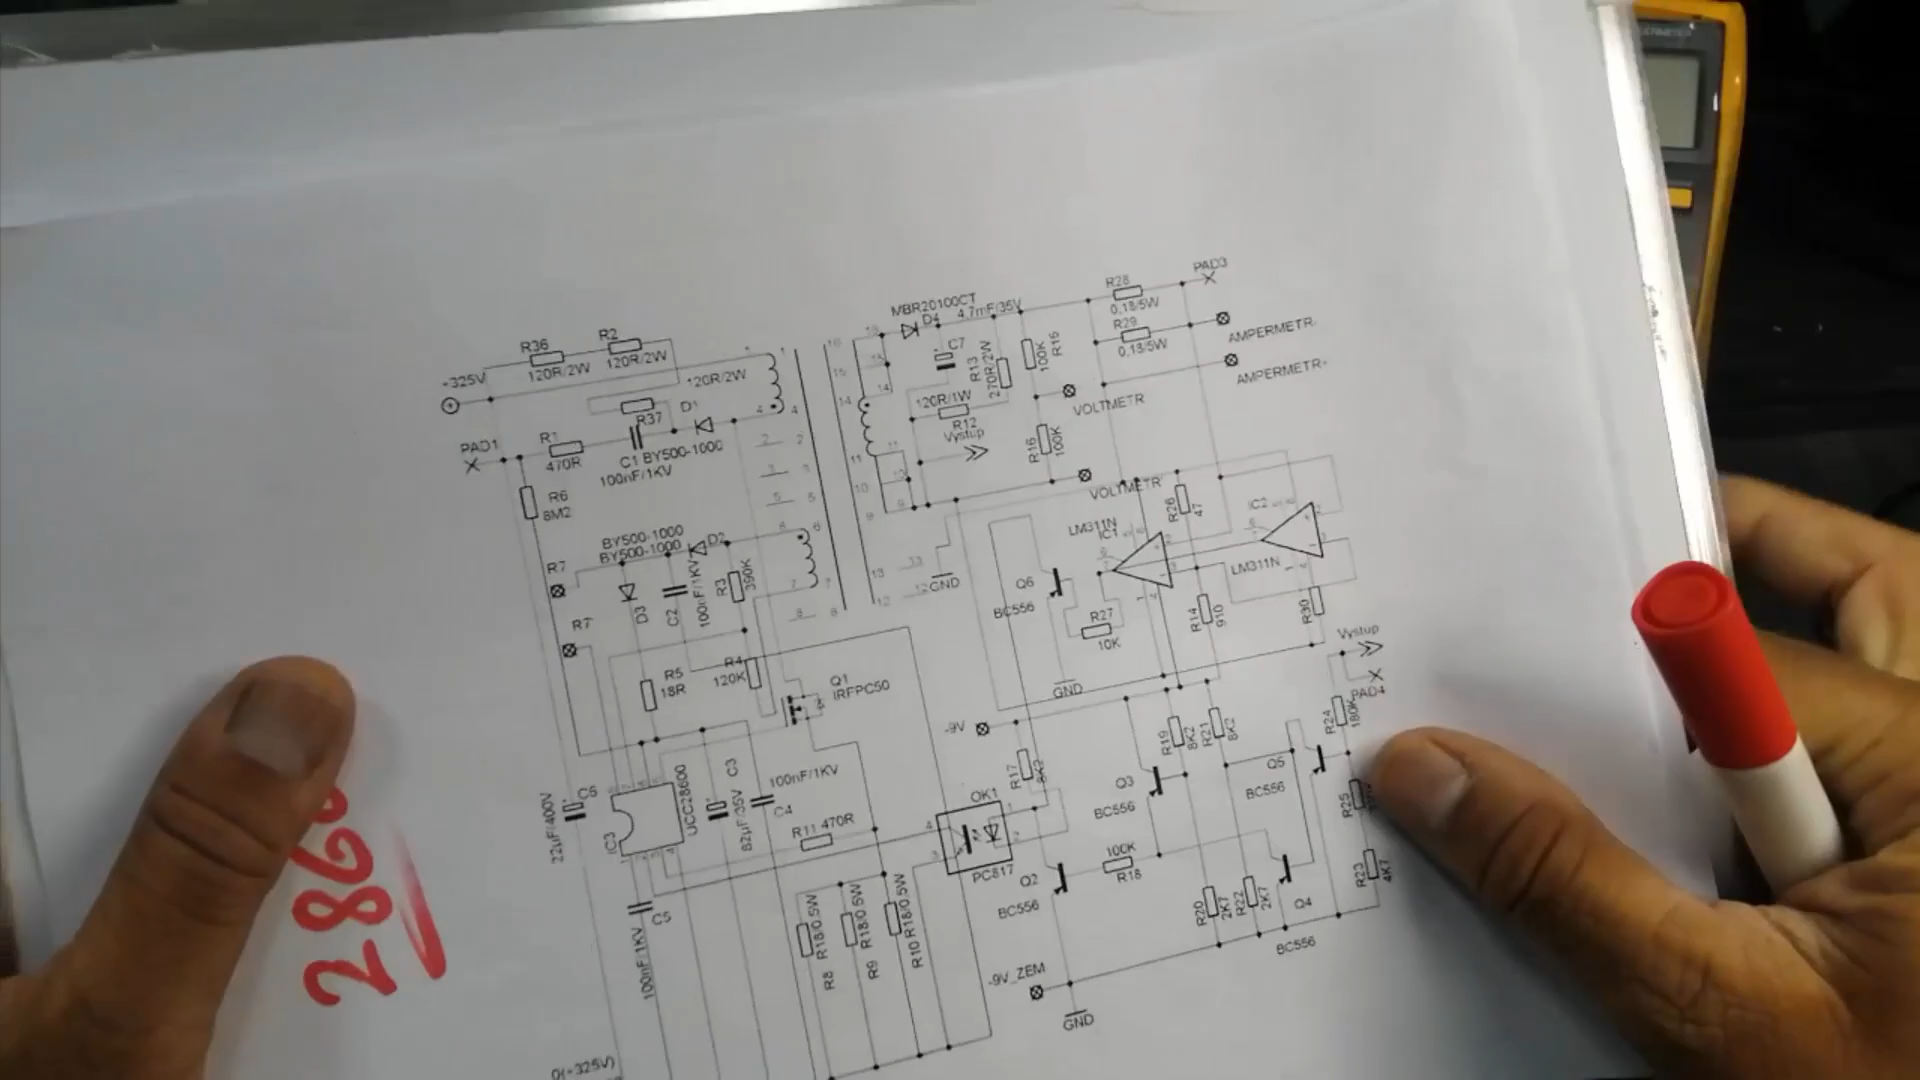 R36
R2
120R/2W
120R/2W
120R/2W
~325V
R37
D1
PAD1
R1
470R
C1
BY500-1000
100nF/1KV
R6
8M2
BY500-1000
BY500-1000
D2
R7
R7
D3
C2
100nF/1KV
R3
390K
R4
120K
R5
18R
Q1
IRFPC50
C6
22µF/400V
IC3
UCC28600
C3
82µF/35V
100nF/1KV
C4
R11 470R
C5
100nF/1KV
R8
R18/0.5W
R9
R18/0.5W
R10
R18/0.5W
MBR20100CT
D4
4.7mF/35V
C7
R13
270R/2W
120R/1W
R12
Vystup
100K
R15
R16
100K
VOLTMETR
VOLTMETR
R28
0,18/5W
R29
0,18/5W
PAD3
AMPERMETR-
AMPERMETR-
LM311N
IC1
R26
47
IC2
LM311N
Q6
BC556
GND
R27
10K
GND
R14
910
R30
Vystup
PAD4
R24
180K
-9V
R17
8K2
OK1
PC817
Q3
BC556
R19
8K2
R21
8K2
Q5
BC556
R25
R23
4K7
Q2
BC556
100K
R18
R20
2K7
R22
2K7
Q4
BC556
-9V_ZEM
GND
0(-325V)